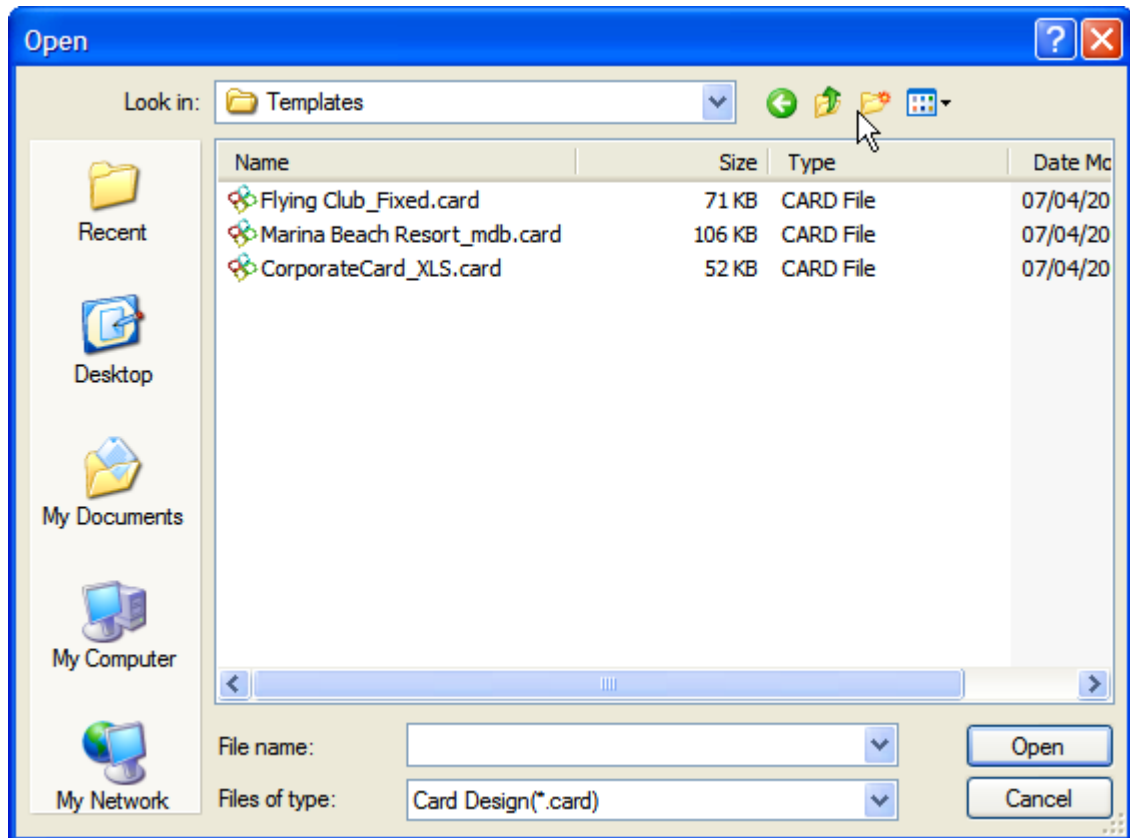 Open
Look in: Templates
Name Size Type Date Mo
Flying Club_Fixed.card 71 KB CARD File 07/04/20
Marina Beach Resort_mdb.card 106 KB CARD File 07/04/20
CorporateCard_XLS.card 52 KB CARD File 07/04/20
Recent
Desktop
My Documents
My Computer
My Network
File name: Open
Files of type: Card Design(*.card) Cancel